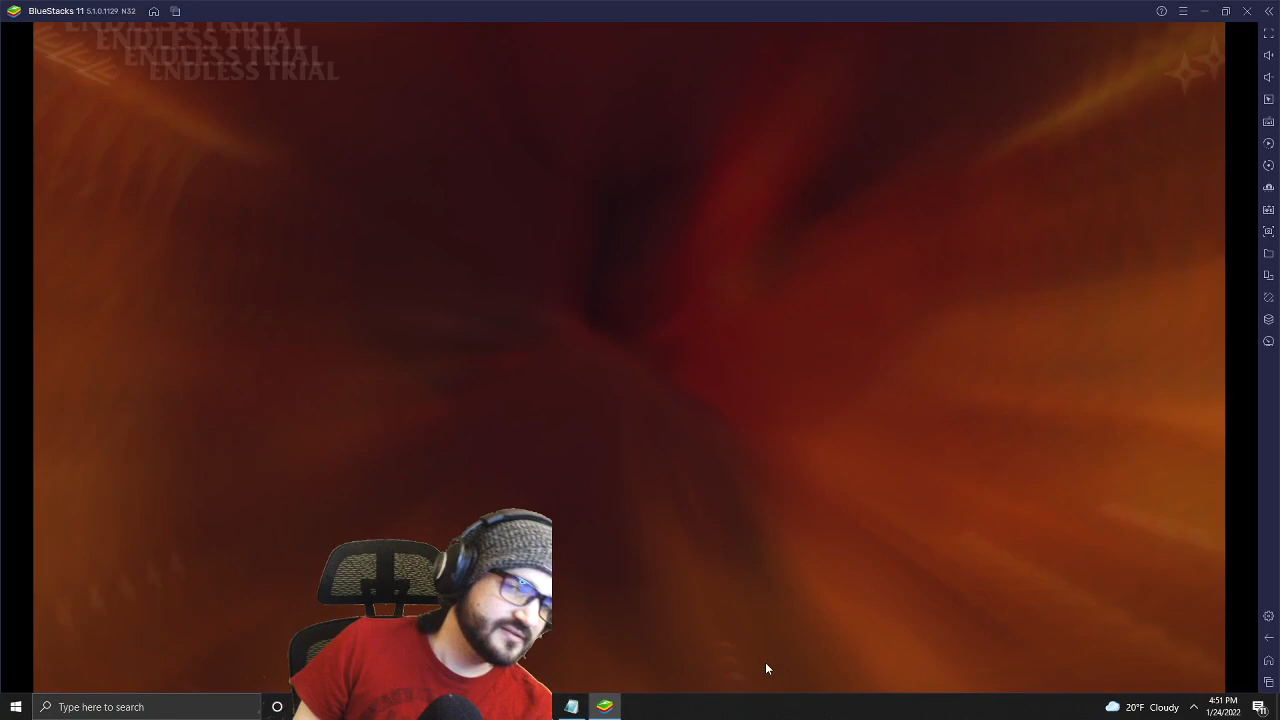 BlueStacks 11 5.1.0.1129 N32
ENDLESS TRIAL
ENDLESS TRIAL
ENDLESS TRIAL
ENDLESS TRIAL
Type here to search
20°F Cloudy
4:51 PM
1/24/2022